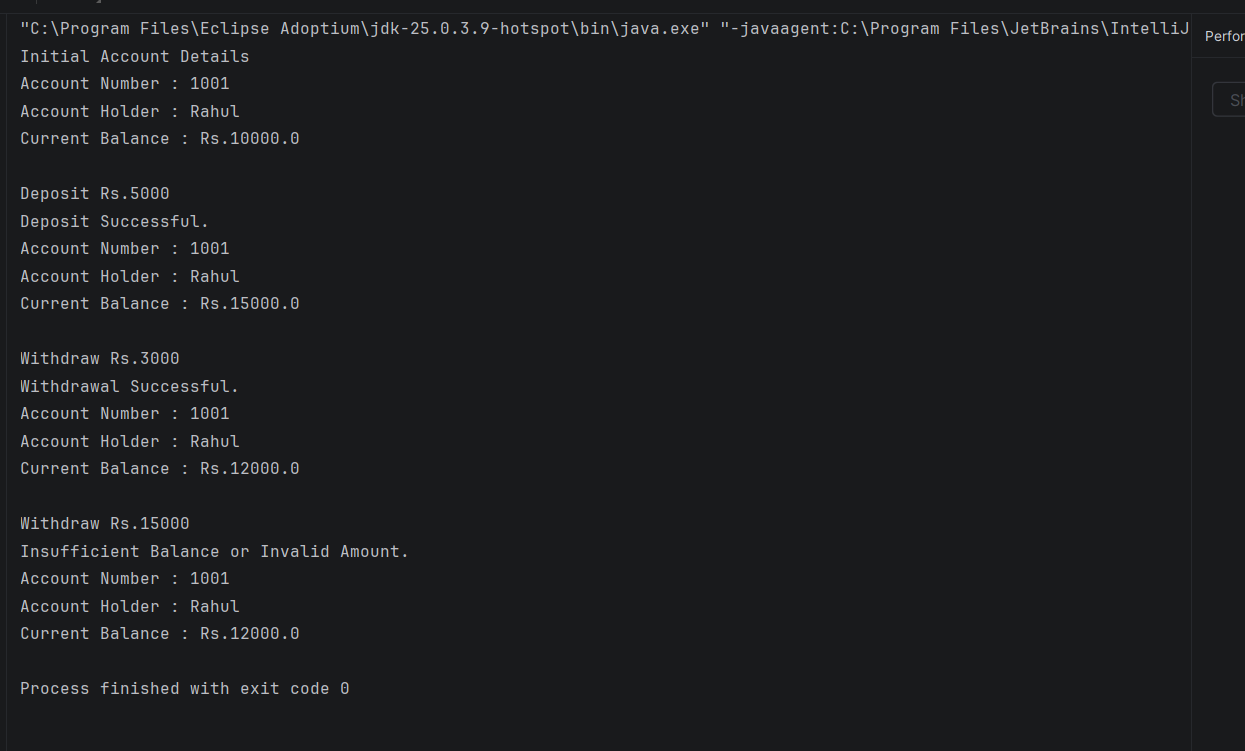 "C:\Program Files\Eclipse Adoptium\jdk-25.0.3.9-hotspot\bin\java.exe" "-javaagent:C:\Program Files\JetBrains\IntelliJ
Initial Account Details
Account Number : 1001
Account Holder : Rahul
Current Balance : Rs.10000.0

Deposit Rs.5000
Deposit Successful.
Account Number : 1001
Account Holder : Rahul
Current Balance : Rs.15000.0

Withdraw Rs.3000
Withdrawal Successful.
Account Number : 1001
Account Holder : Rahul
Current Balance : Rs.12000.0

Withdraw Rs.15000
Insufficient Balance or Invalid Amount.
Account Number : 1001
Account Holder : Rahul
Current Balance : Rs.12000.0

Process finished with exit code 0
Perfor
Sh